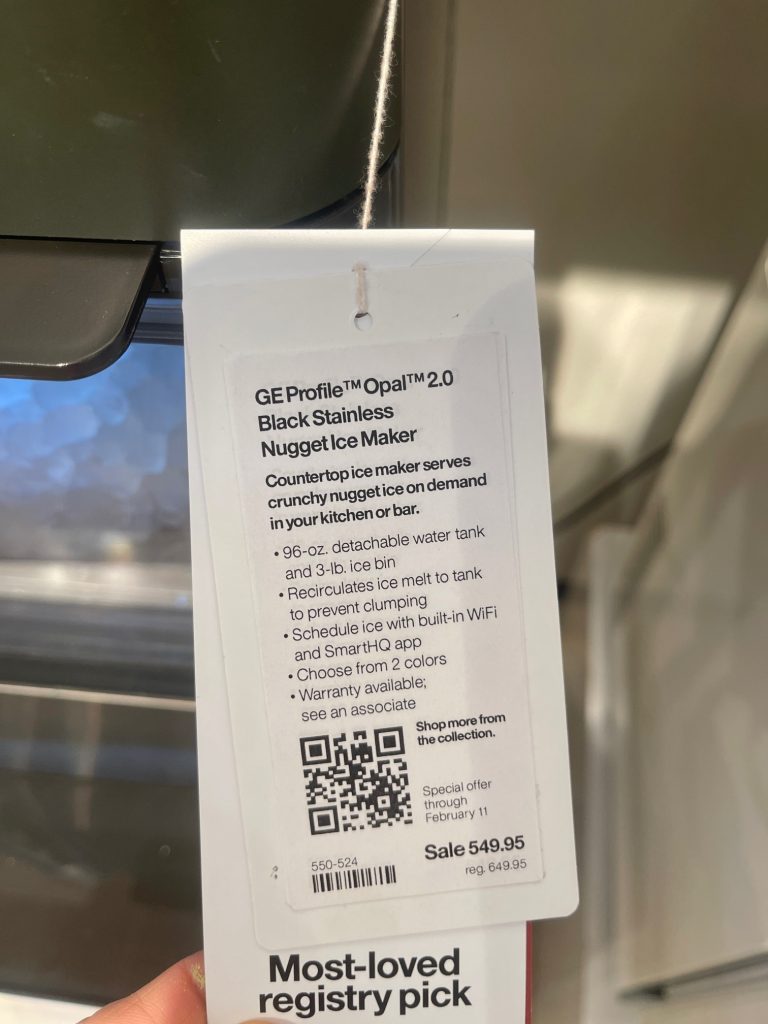 GE Profile™ Opal™ 2.0
Black Stainless
Nugget Ice Maker
Countertop ice maker serves
crunchy nugget ice on demand
in your kitchen or bar.
• 96-oz. detachable water tank
and 3-lb. ice bin
• Recirculates ice melt to tank
to prevent clumping
• Schedule ice with built-in WiFi
and SmartHQ app
• Choose from 2 colors
• Warranty available;
see an associate
Shop more from
the collection.
Special offer
through
February 11
Sale 549.95
reg. 649.95
550-524
Most-loved
registry pick